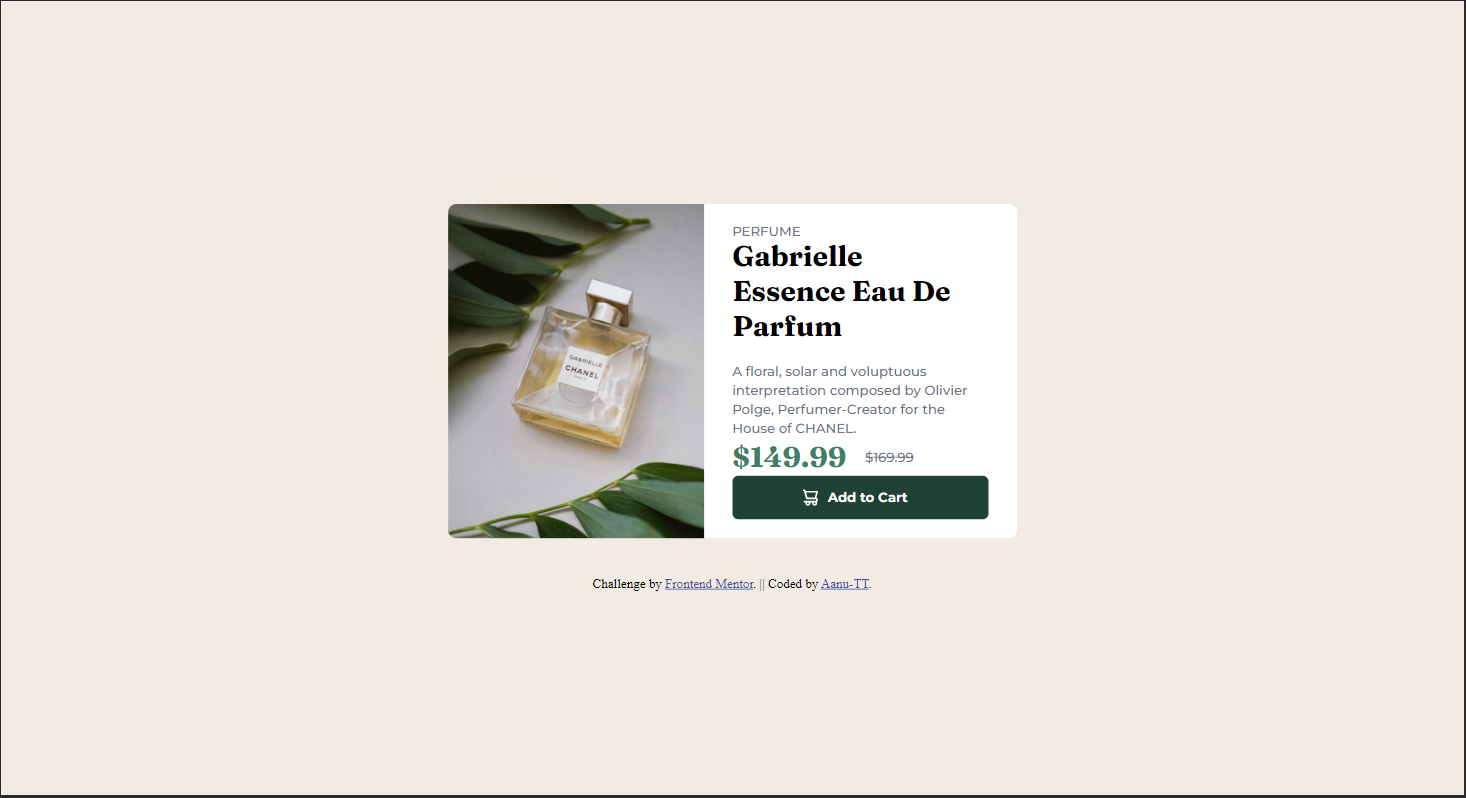 GABRIELLE
CHANEL
PERFUME
Gabrielle
Essence Eau De
Parfum
A floral, solar and voluptuous
interpretation composed by Olivier
Polge, Perfumer-Creator for the
House of CHANEL.
$149.99 $169.99
Add to Cart
Challenge by Frontend Mentor. || Coded by Aanu-TT.